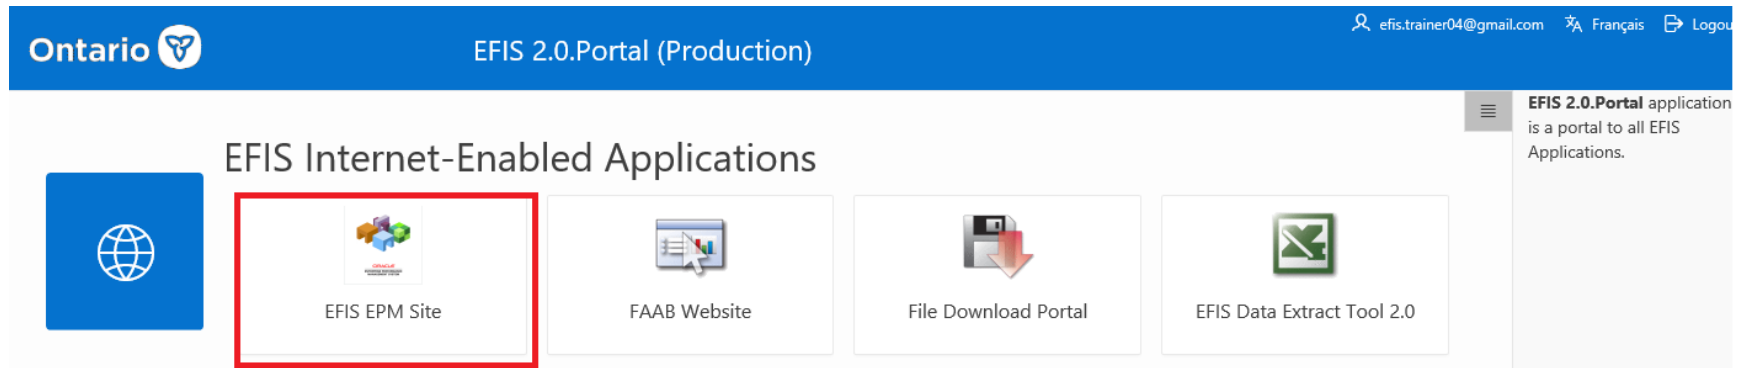 efis.trainer04@gmail.com Français Logou
Ontario
EFIS 2.0.Portal (Production)
EFIS 2.0.Portal application
is a portal to all EFIS
Applications.
EFIS Internet-Enabled Applications
ORACLE
EFIS EPM Site
FAAB Website
File Download Portal
EFIS Data Extract Tool 2.0